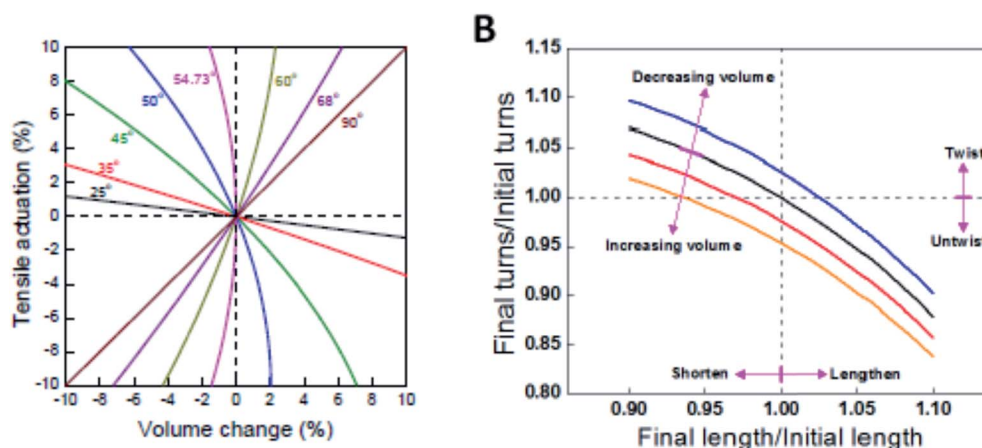 B
10
8
6
4
2
0
-2
-4
-6
-8
-10
-10 -8 -6 -4 -2 0 2 4 6 8 10
Tensile actuation (%)
Volume change (%)
54.73°
60°
50°
68°
90°
45°
35°
25°
1.15
1.10
1.05
1.00
0.95
0.90
0.85
0.80
0.90 0.95 1.00 1.05 1.10
Final turns/Initial turns
Final length/Initial length
Decreasing volume
Increasing volume
Twist
Untwist
Shorten
Lengthen